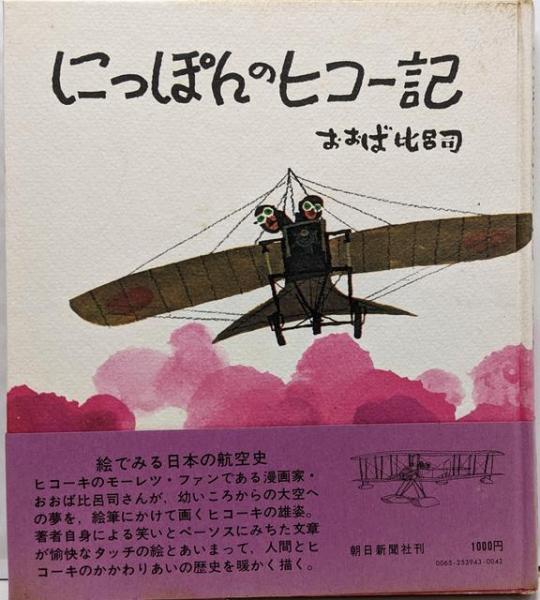 にっぽんのヒコー記
おおば比呂司
絵でみる日本の航空史
ヒコーキのモーレツ・ファンである漫画家・
おおば比呂司さんが、幼いころからの大空へ
の夢を、絵筆にかけて画くヒコーキの雄姿。
著者自身による笑いとペーソスにみちた文章
が愉快なタッチの絵とあいまって、人間とヒ
コーキのかかわりあいの歴史を暖かく描く。
朝日新聞社刊 1000円
0065-253943-0042